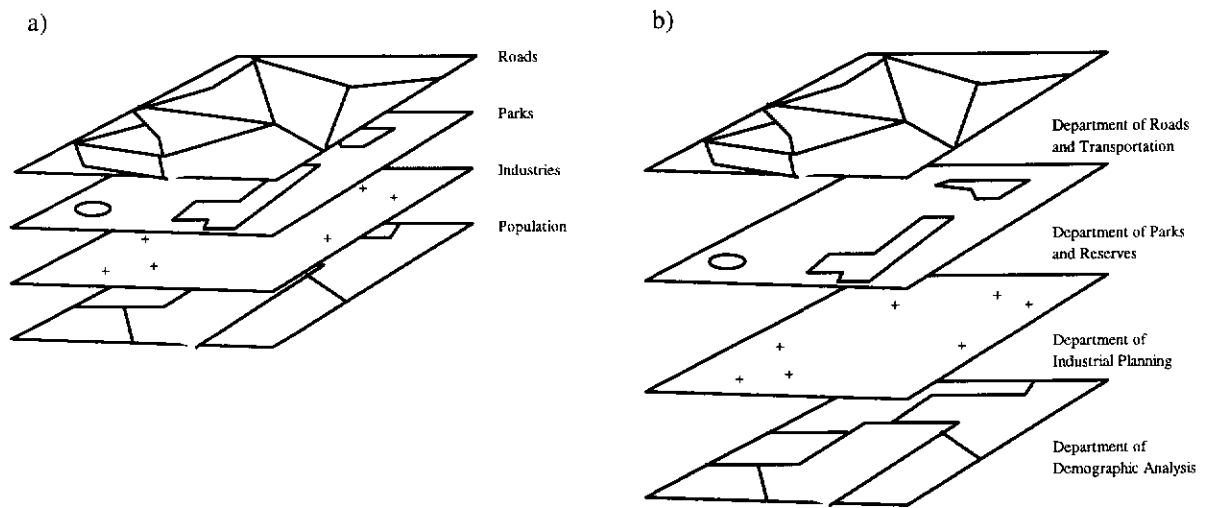 a)
Roads
Parks
Industries
Population
b)
Department of Roads
and Transportation
Department of Parks
and Reserves
Department of
Industrial Planning
Department of
Demographic Analysis